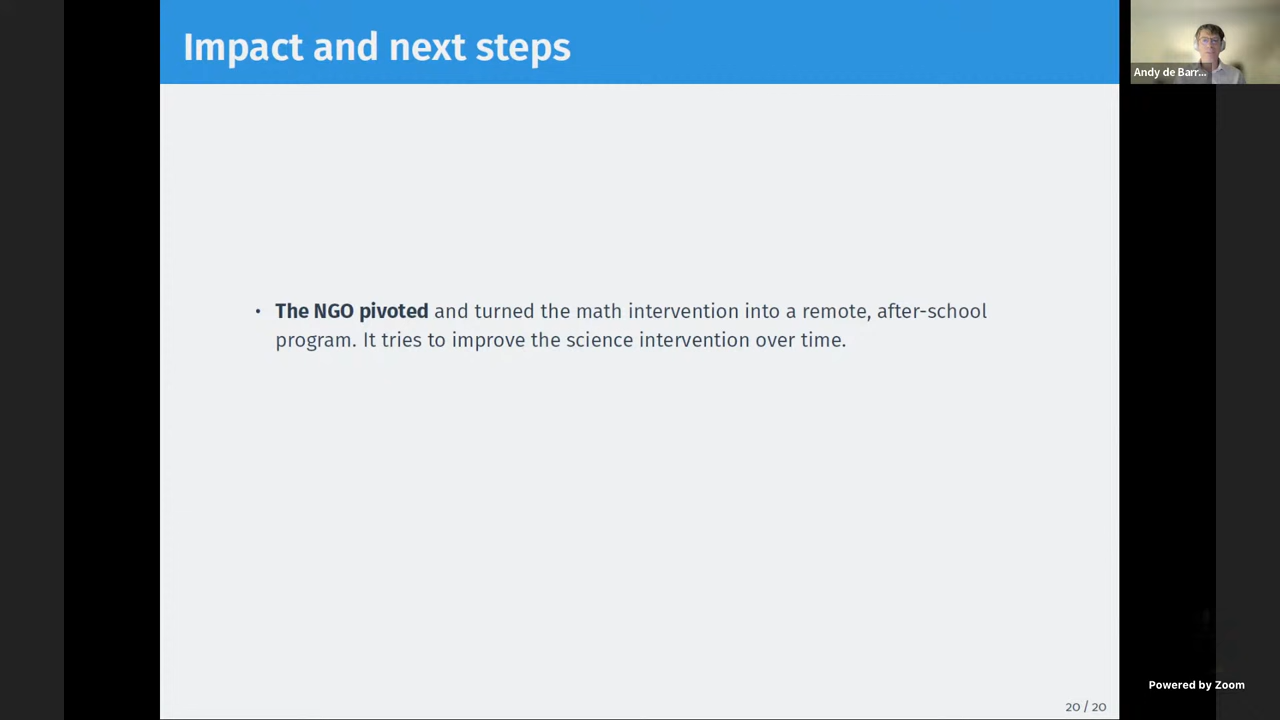 Impact and next steps
Andy de Barr...
• The NGO pivoted and turned the math intervention into a remote, after-school
program. It tries to improve the science intervention over time.
Powered by Zoom
20 / 20